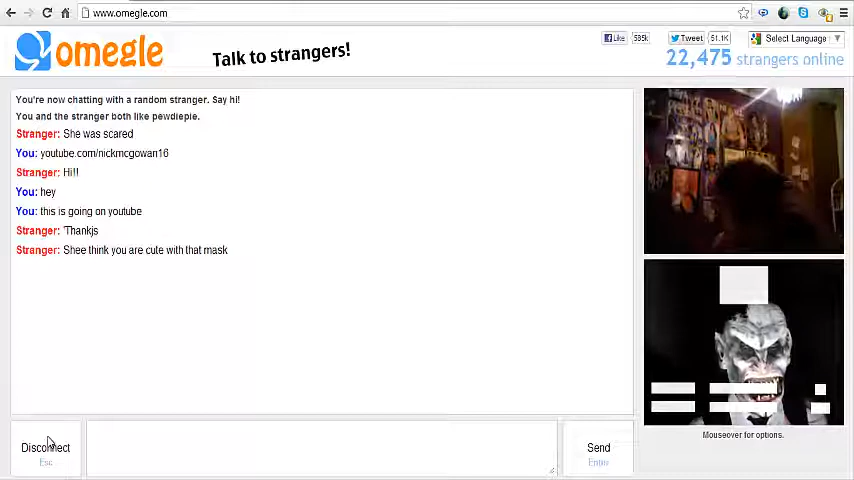 www.omegle.com
omegle
Talk to strangers!
Like
585k
Tweet
51.1K
Select Language
22,475 strangers online
You're now chatting with a random stranger. Say hi!
You and the stranger both like pewdiepie.
Stranger: She was scared
You: youtube.com/nickmcgowan16
Stranger: Hi!!
You: hey
You: this is going on youtube
Stranger: 'Thankjs
Stranger: Shee think you are cute with that mask
Mouseover for options.
Disconnect
Esc
Send
Enter